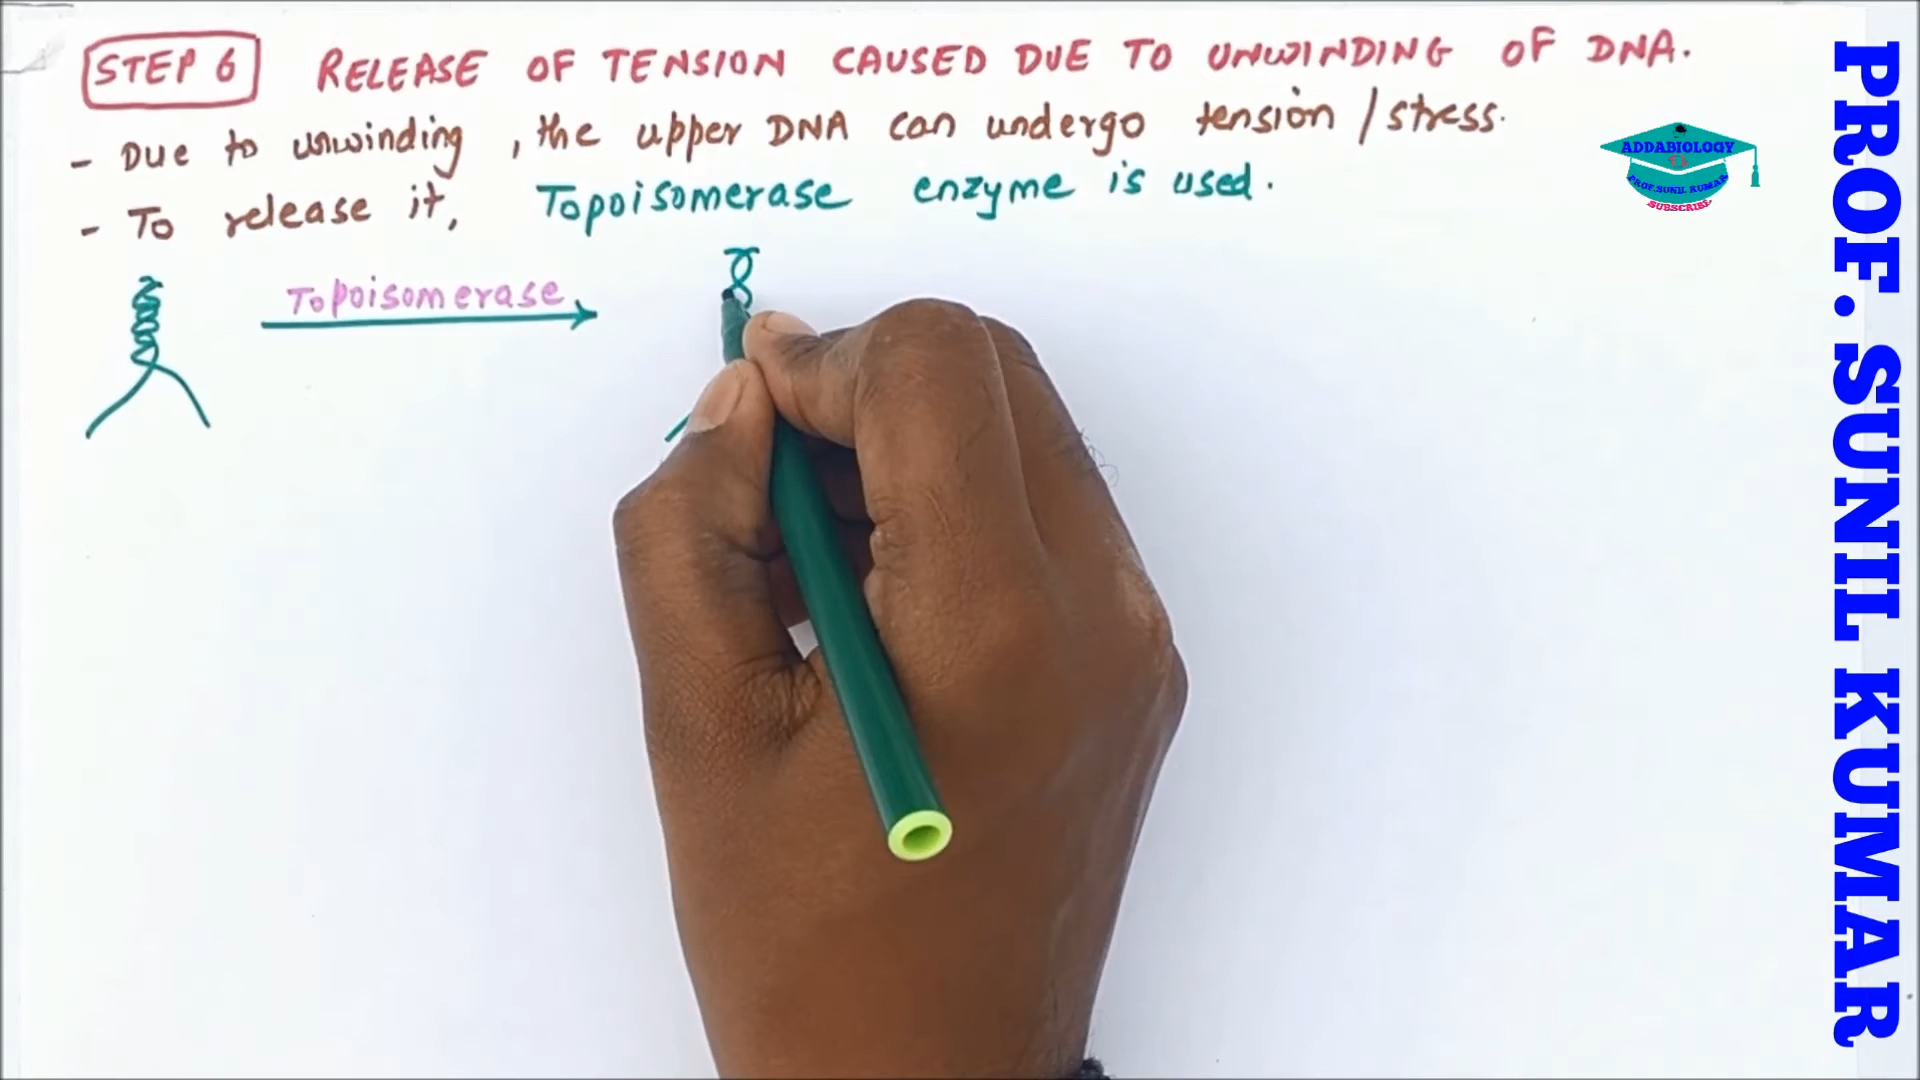 STEP 6 RELEASE OF TENSION CAUSED DUE TO UNWINDING OF DNA.
- Due to unwinding, the upper DNA can undergo tension/stress.
- To release it, Topoisomerase enzyme is used.
Topoisomerase
ADDABIOLOGY
PROF.SUNIL KUMAR
SUBSCRIBE
PROF. SUNIL KUMAR